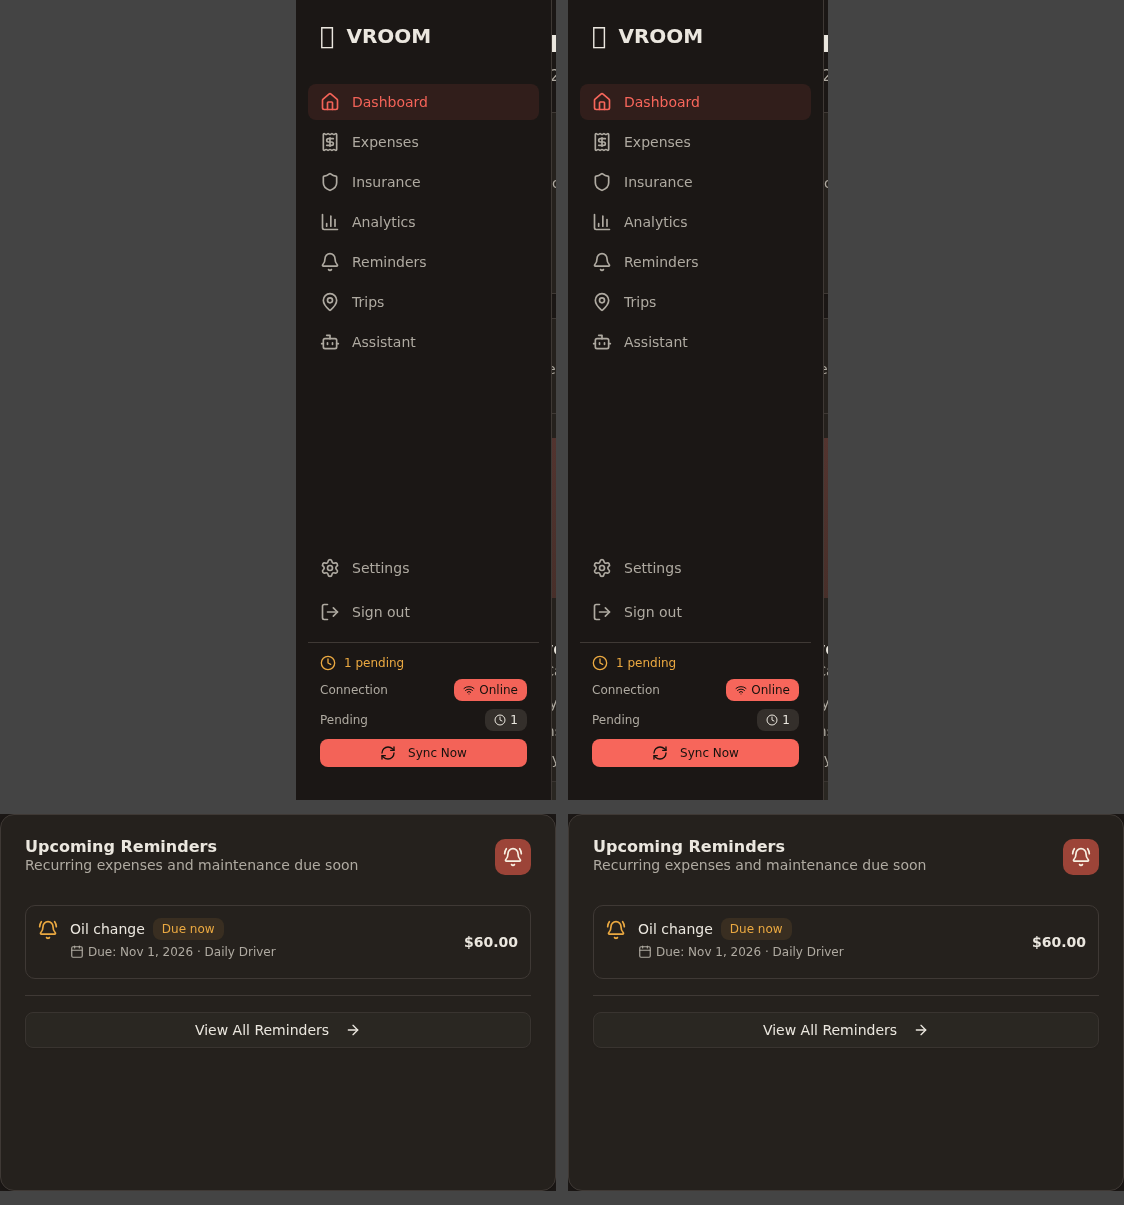 VROOM
Dashboard
Expenses
Insurance
Analytics
Reminders
Trips
Assistant
Settings
Sign out
1 pending
Connection Online
Pending 1
Sync Now
VROOM
Dashboard
Expenses
Insurance
Analytics
Reminders
Trips
Assistant
Settings
Sign out
1 pending
Connection Online
Pending 1
Sync Now
Upcoming Reminders
Recurring expenses and maintenance due soon
Oil change Due now
Due: Nov 1, 2026 · Daily Driver
$60.00
View All Reminders
Upcoming Reminders
Recurring expenses and maintenance due soon
Oil change Due now
Due: Nov 1, 2026 · Daily Driver
$60.00
View All Reminders